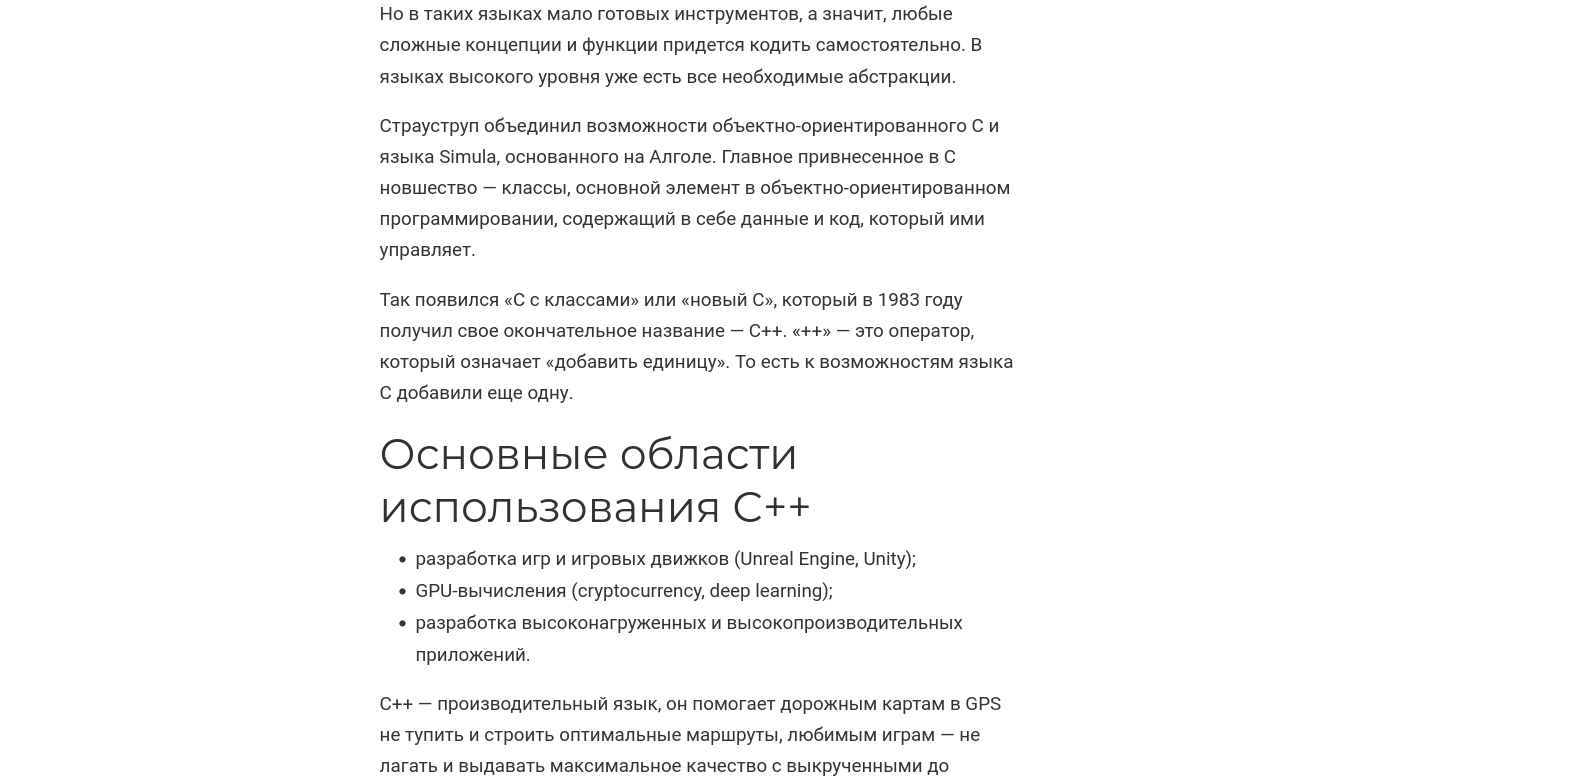 Но в таких языках мало готовых инструментов, а значит, любые
сложные концепции и функции придется кодить самостоятельно. В
языках высокого уровня уже есть все необходимые абстракции.
Страуструп объединил возможности объектно-ориентированного C и
языка Simula, основанного на Алголе. Главное привнесенное в C
новшество — классы, основной элемент в объектно-ориентированном
программировании, содержащий в себе данные и код, который ими
управляет.
Так появился «C с классами» или «новый C», который в 1983 году
получил свое окончательное название — C++. «++» — это оператор,
который означает «добавить единицу». То есть к возможностям языка
C добавили еще одну.
Основные области
использования C++
• разработка игр и игровых движков (Unreal Engine, Unity);
• GPU-вычисления (cryptocurrency, deep learning);
• разработка высоконагруженных и высокопроизводительных
приложений.
C++ — производительный язык, он помогает дорожным картам в GPS
не тупить и строить оптимальные маршруты, любимым играм — не
лагать и выдавать максимальное качество с выкрученными до